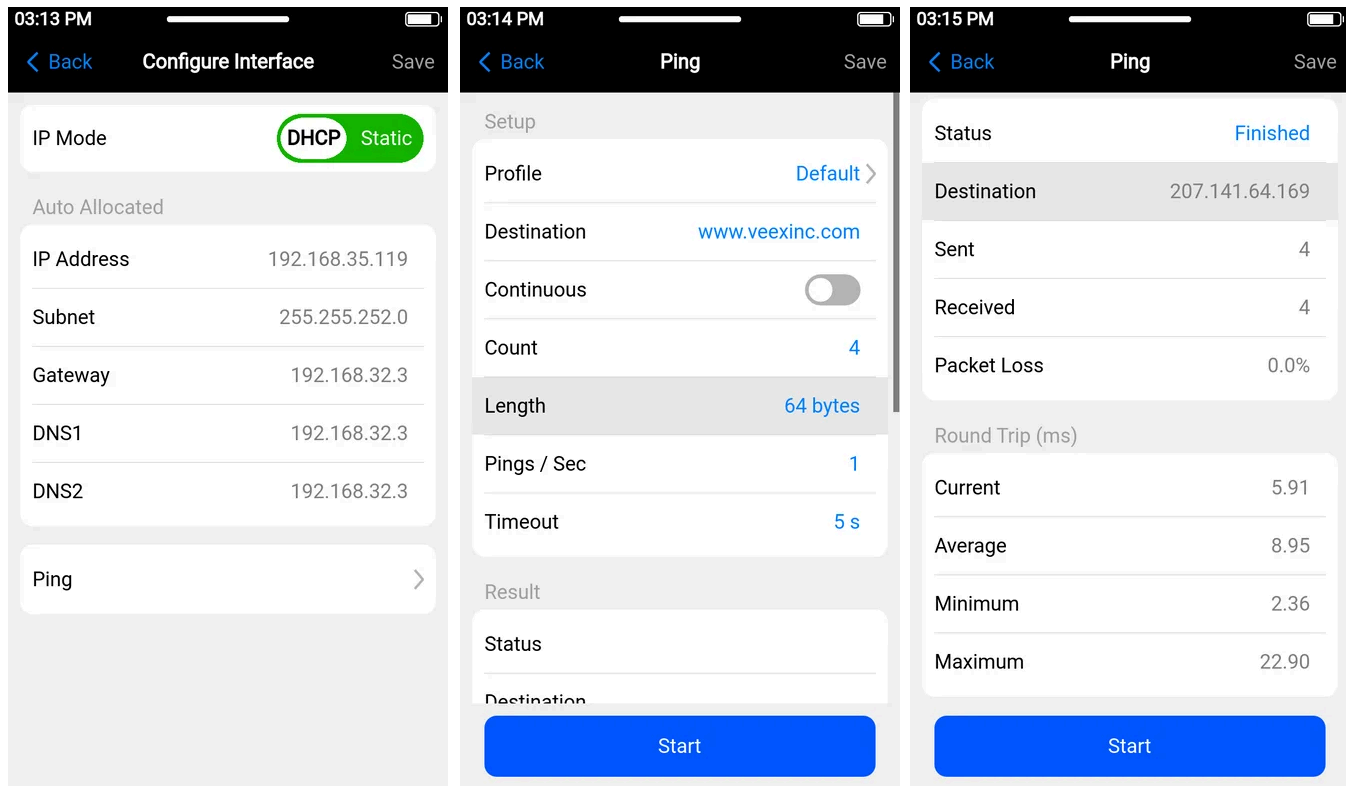 03:13 PM
Back Configure Interface Save
IP Mode DHCP Static
Auto Allocated
IP Address 192.168.35.119
Subnet 255.255.252.0
Gateway 192.168.32.3
DNS1 192.168.32.3
DNS2 192.168.32.3
Ping
03:14 PM
Back Ping Save
Setup
Profile Default
Destination www.veexinc.com
Continuous
Count 4
Length 64 bytes
Pings / Sec 1
Timeout 5 s
Result
Status
Destination
Start
03:15 PM
Back Ping Save
Status Finished
Destination 207.141.64.169
Sent 4
Received 4
Packet Loss 0.0%
Round Trip (ms)
Current 5.91
Average 8.95
Minimum 2.36
Maximum 22.90
Start